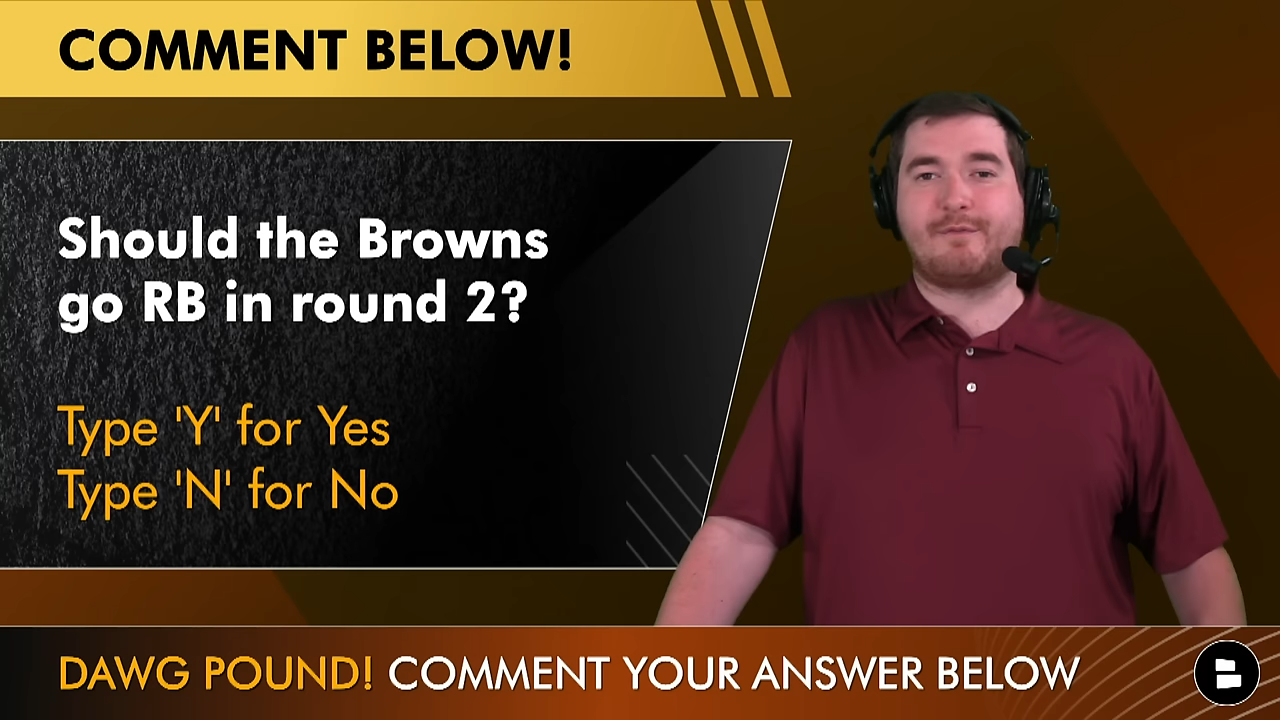 COMMENT BELOW!
Should the Browns
go RB in round 2?
Type 'Y' for Yes
Type 'N' for No
DAWG POUND! COMMENT YOUR ANSWER BELOW